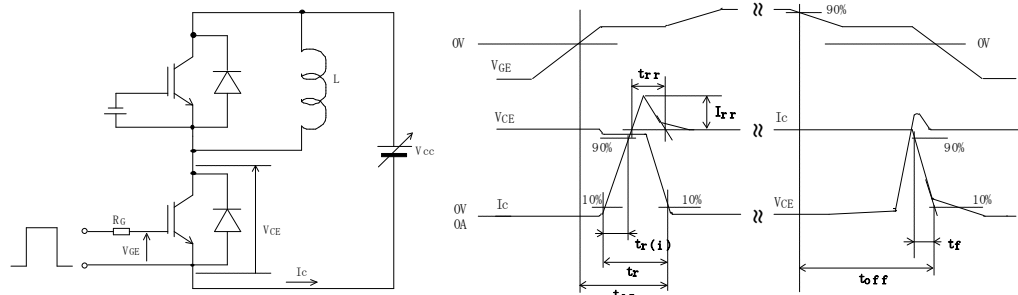 L
Vcc
RG
VGE
VCE
Ic
0V
VGE
90%
0V
trr
Irr
VCE
Ic
90%
90%
10%
10%
10%
0V
0A
Ic
VCE
tr(i)
tr
tf
toff